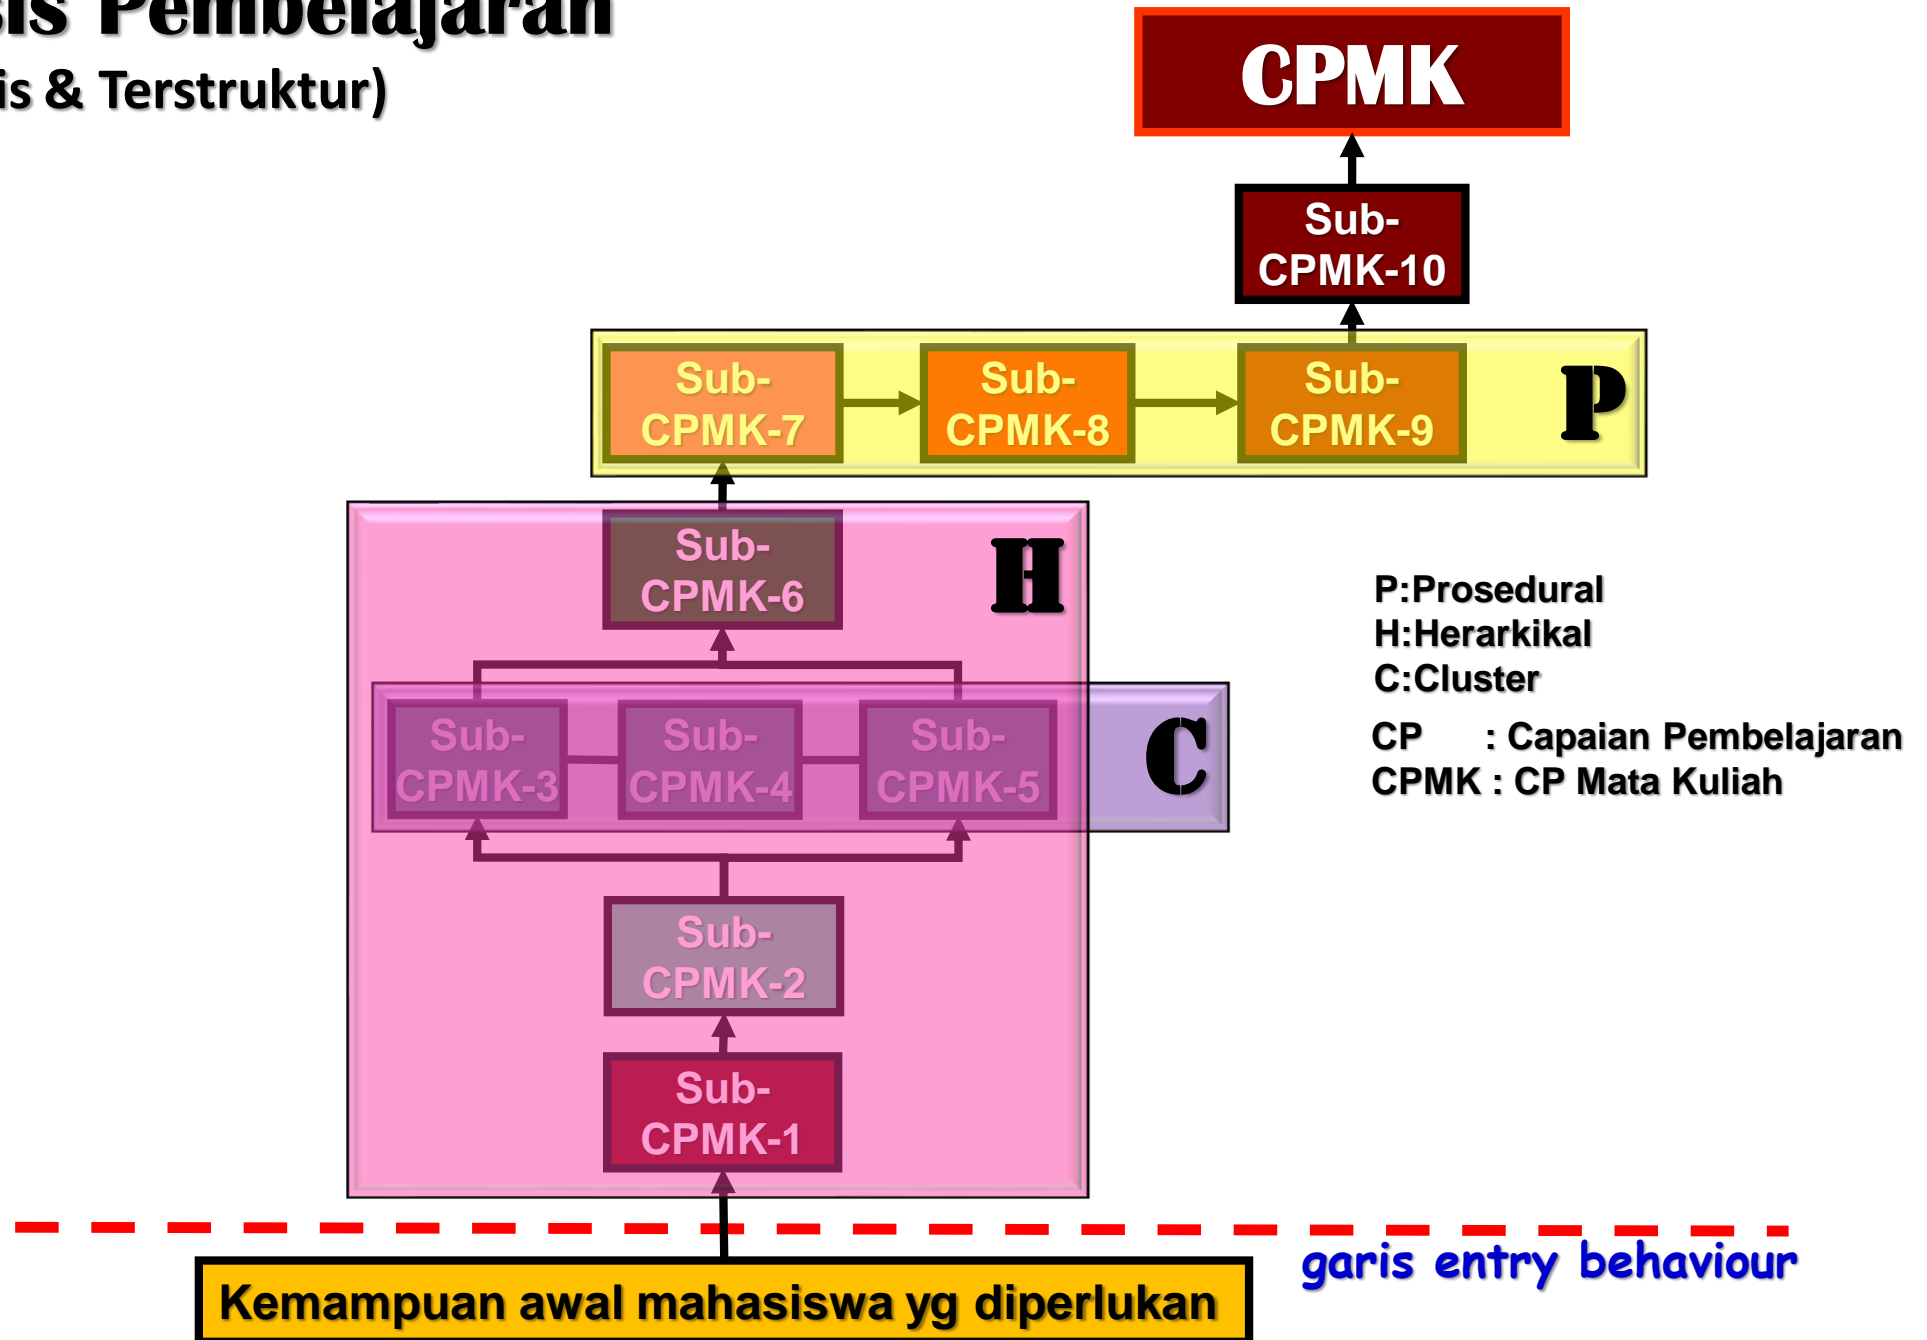 Pembelajaran
& Terstruktur)
CPMK
Sub-
CPMK-10
Sub-
CPMK-7
Sub-
CPMK-8
Sub-
CPMK-9
P
Sub-
CPMK-6
H
P:Prosedural
H:Herarkikal
C:Cluster
Sub-
CPMK-3
Sub-
CPMK-4
Sub-
CPMK-5
C
CP : Capaian Pembelajaran
CPMK : CP Mata Kuliah
Sub-
CPMK-2
Sub-
CPMK-1
garis entry behaviour
Kemampuan awal mahasiswa yg diperlukan